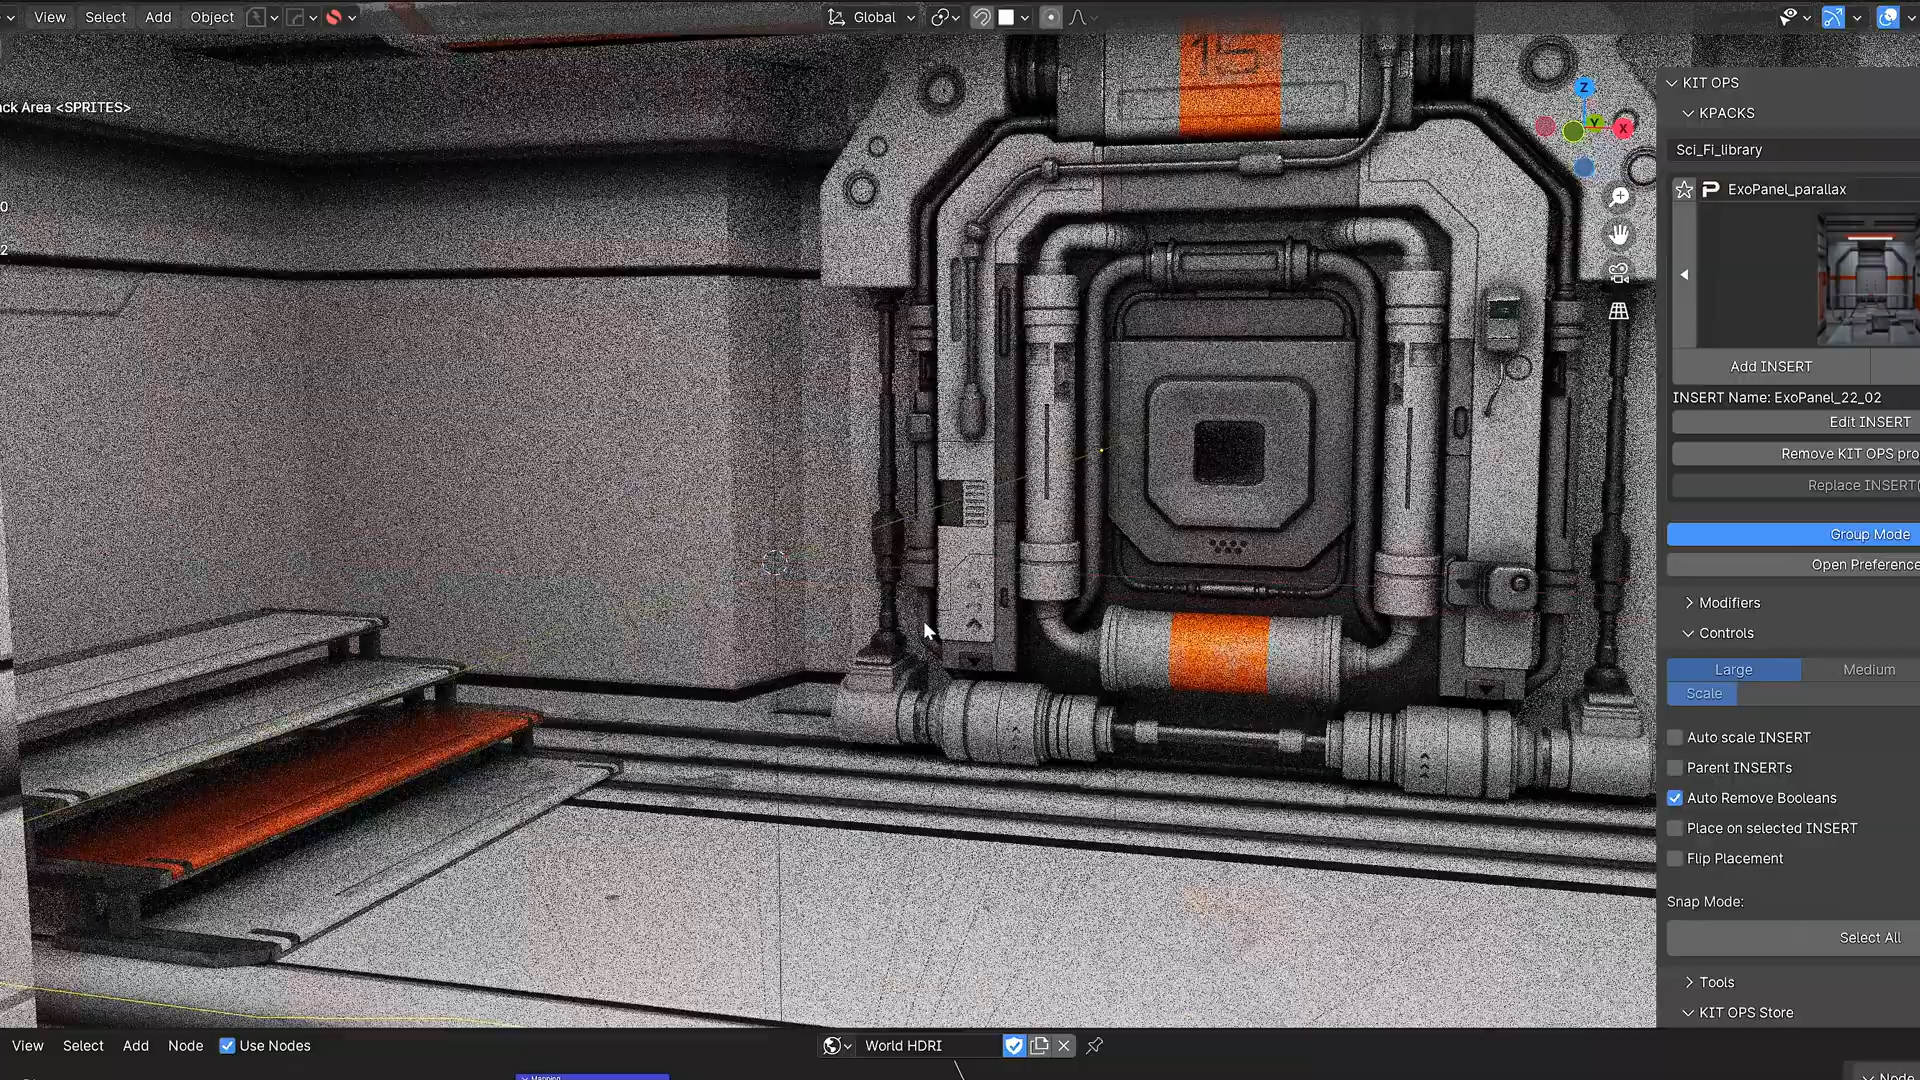 View Select Add Object Global
15
Z
Y
X
ck Area <SPRITES>
0
2
KIT OPS
KPACKS
Sci_Fi_library
ExoPanel_parallax
Add INSERT
INSERT Name: ExoPanel_22_02
Edit INSERT
Remove KIT OPS pro
Replace INSERT(
Group Mode
Open Preference
Modifiers
Controls
Large Medium
Scale
Auto scale INSERT
Parent INSERTs
Auto Remove Booleans
Place on selected INSERT
Flip Placement
Snap Mode:
Select All
Tools
KIT OPS Store
View Select Add Node Use Nodes World HDRI
Mapping
Node